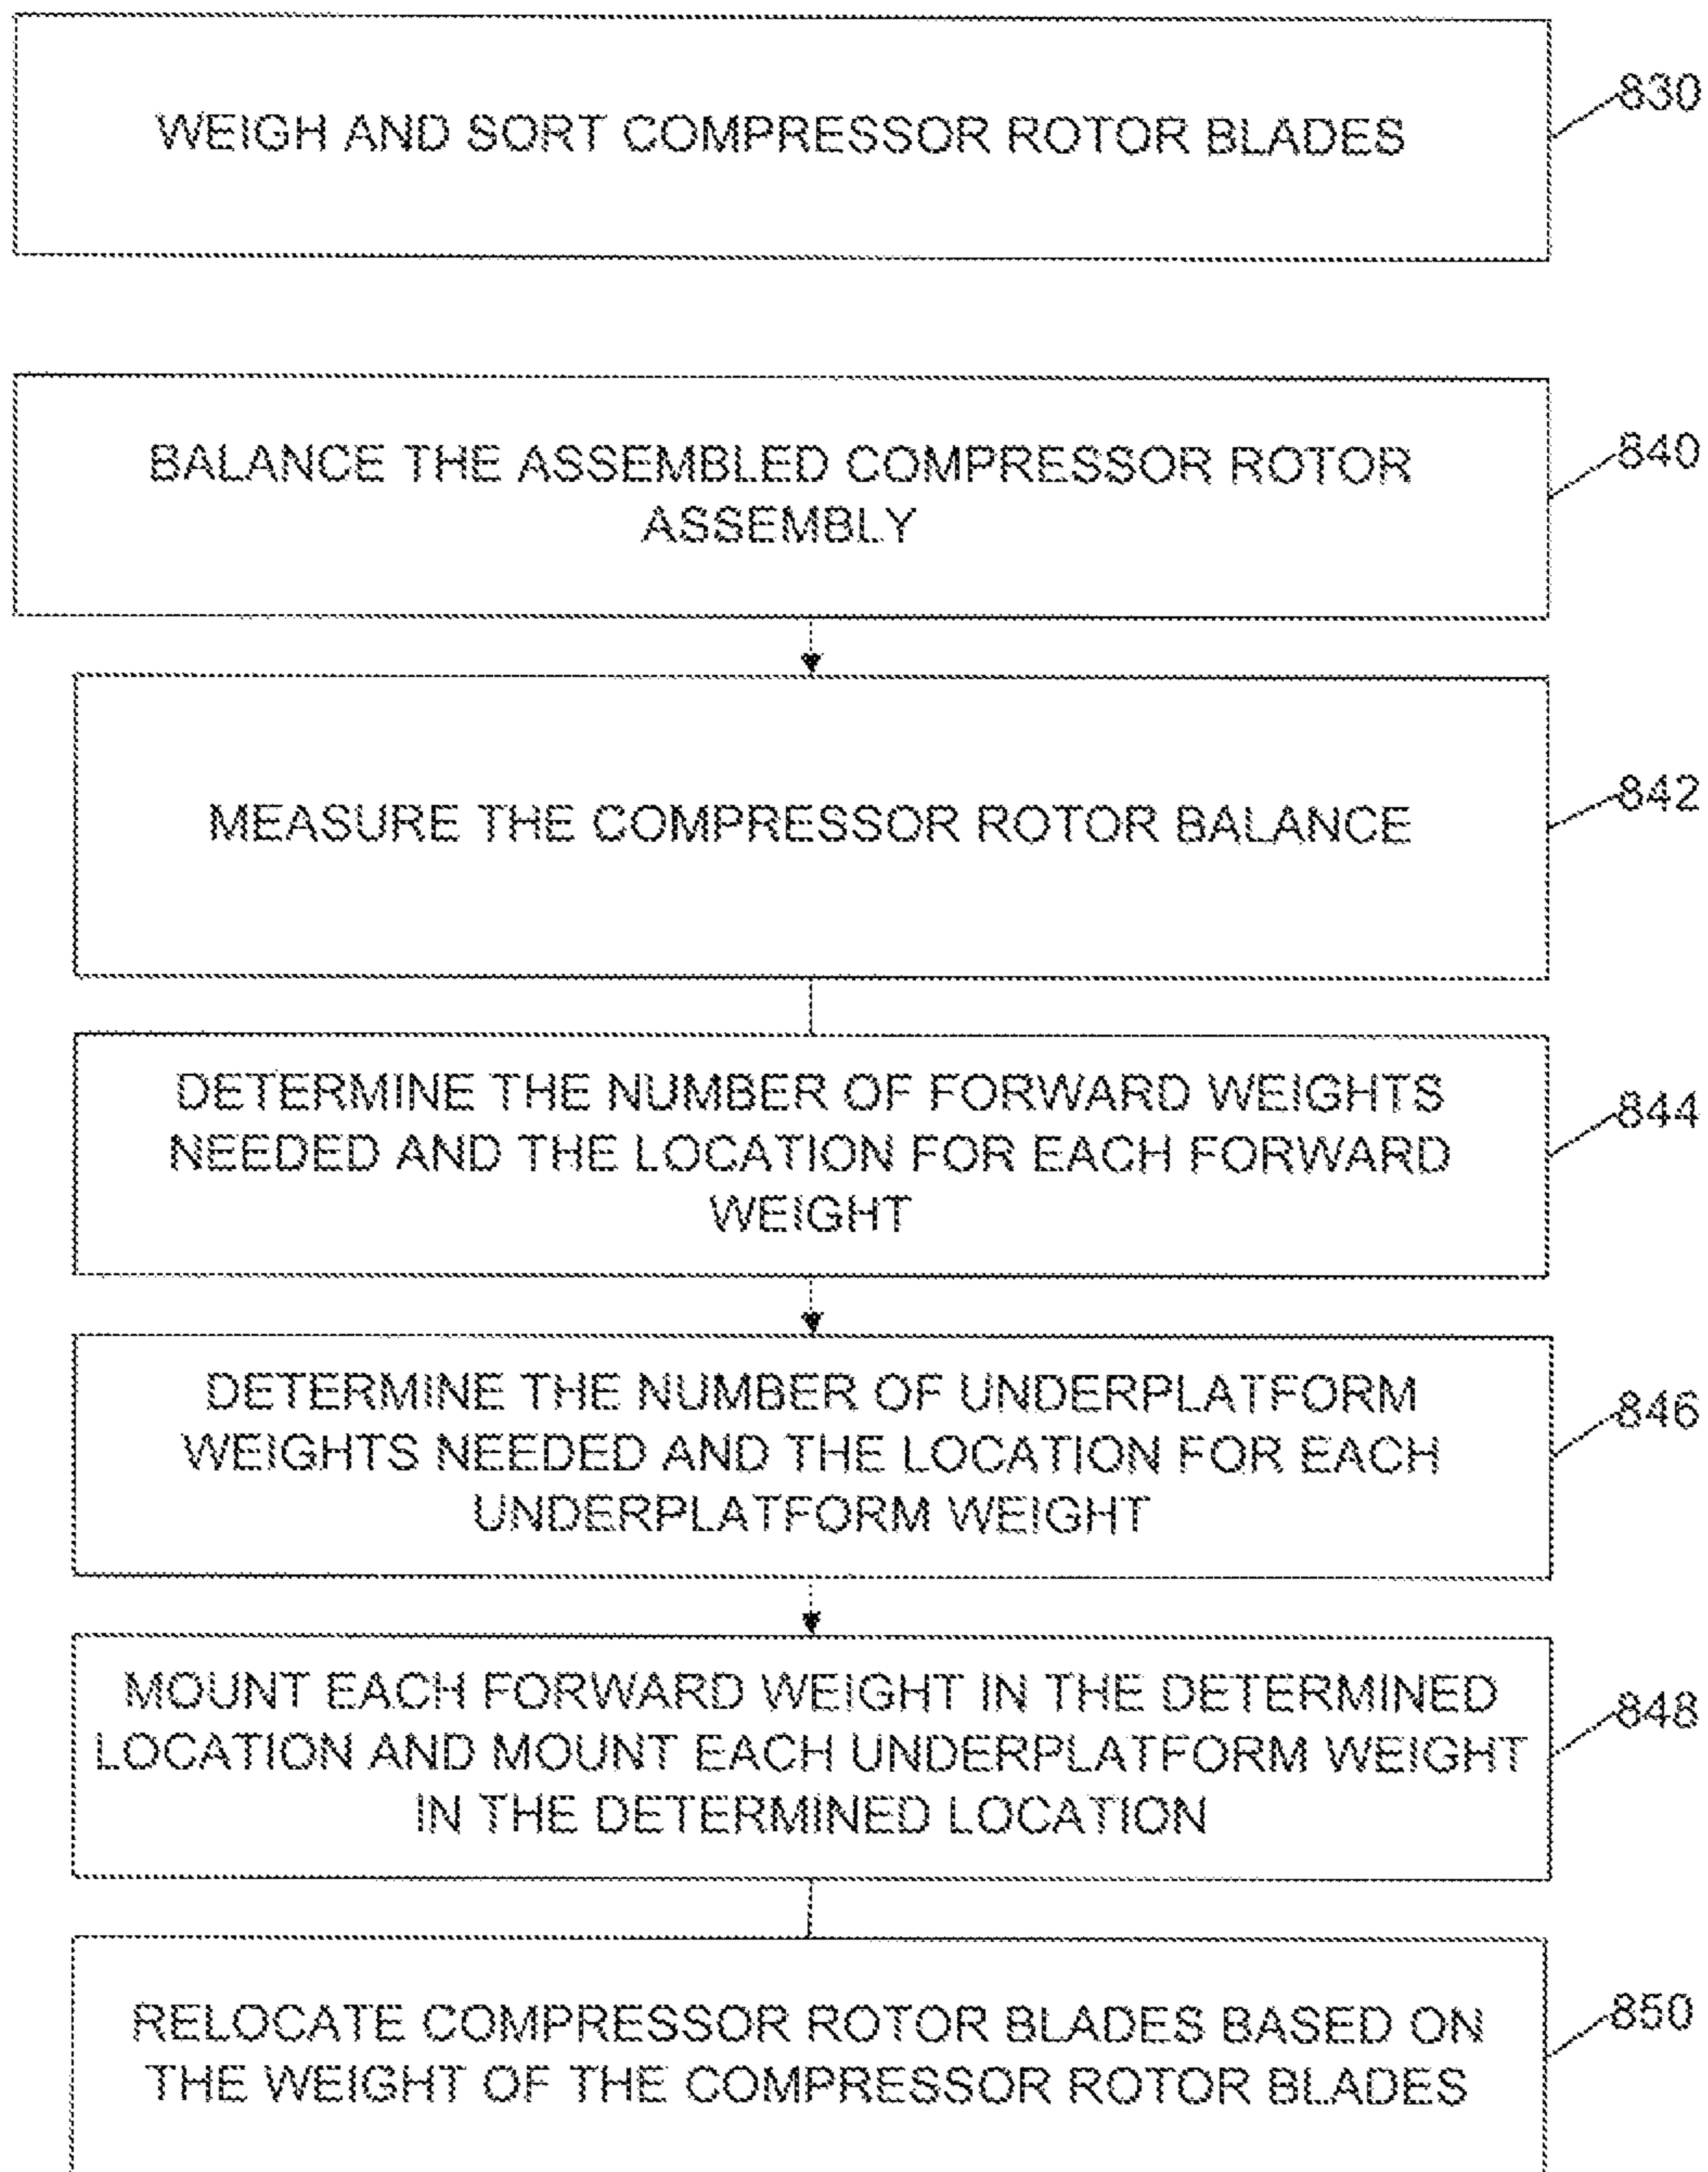 WEIGH AND SORT COMPRESSOR ROTOR BLADES
830
BALANCE THE ASSEMBLED COMPRESSOR ROTOR
ASSEMBLY
840
MEASURE THE COMPRESSOR ROTOR BALANCE
842
DETERMINE THE NUMBER OF FORWARD WEIGHTS
NEEDED AND THE LOCATION FOR EACH FORWARD
WEIGHT
844
DETERMINE THE NUMBER OF UNDERPLATFORM
WEIGHTS NEEDED AND THE LOCATION FOR EACH
UNDERPLATFORM WEIGHT
846
MOUNT EACH FORWARD WEIGHT IN THE DETERMINED
LOCATION AND MOUNT EACH UNDERPLATFORM WEIGHT
IN THE DETERMINED LOCATION
848
RELOCATE COMPRESSOR ROTOR BLADES BASED ON
THE WEIGHT OF THE COMPRESSOR ROTOR BLADES
850